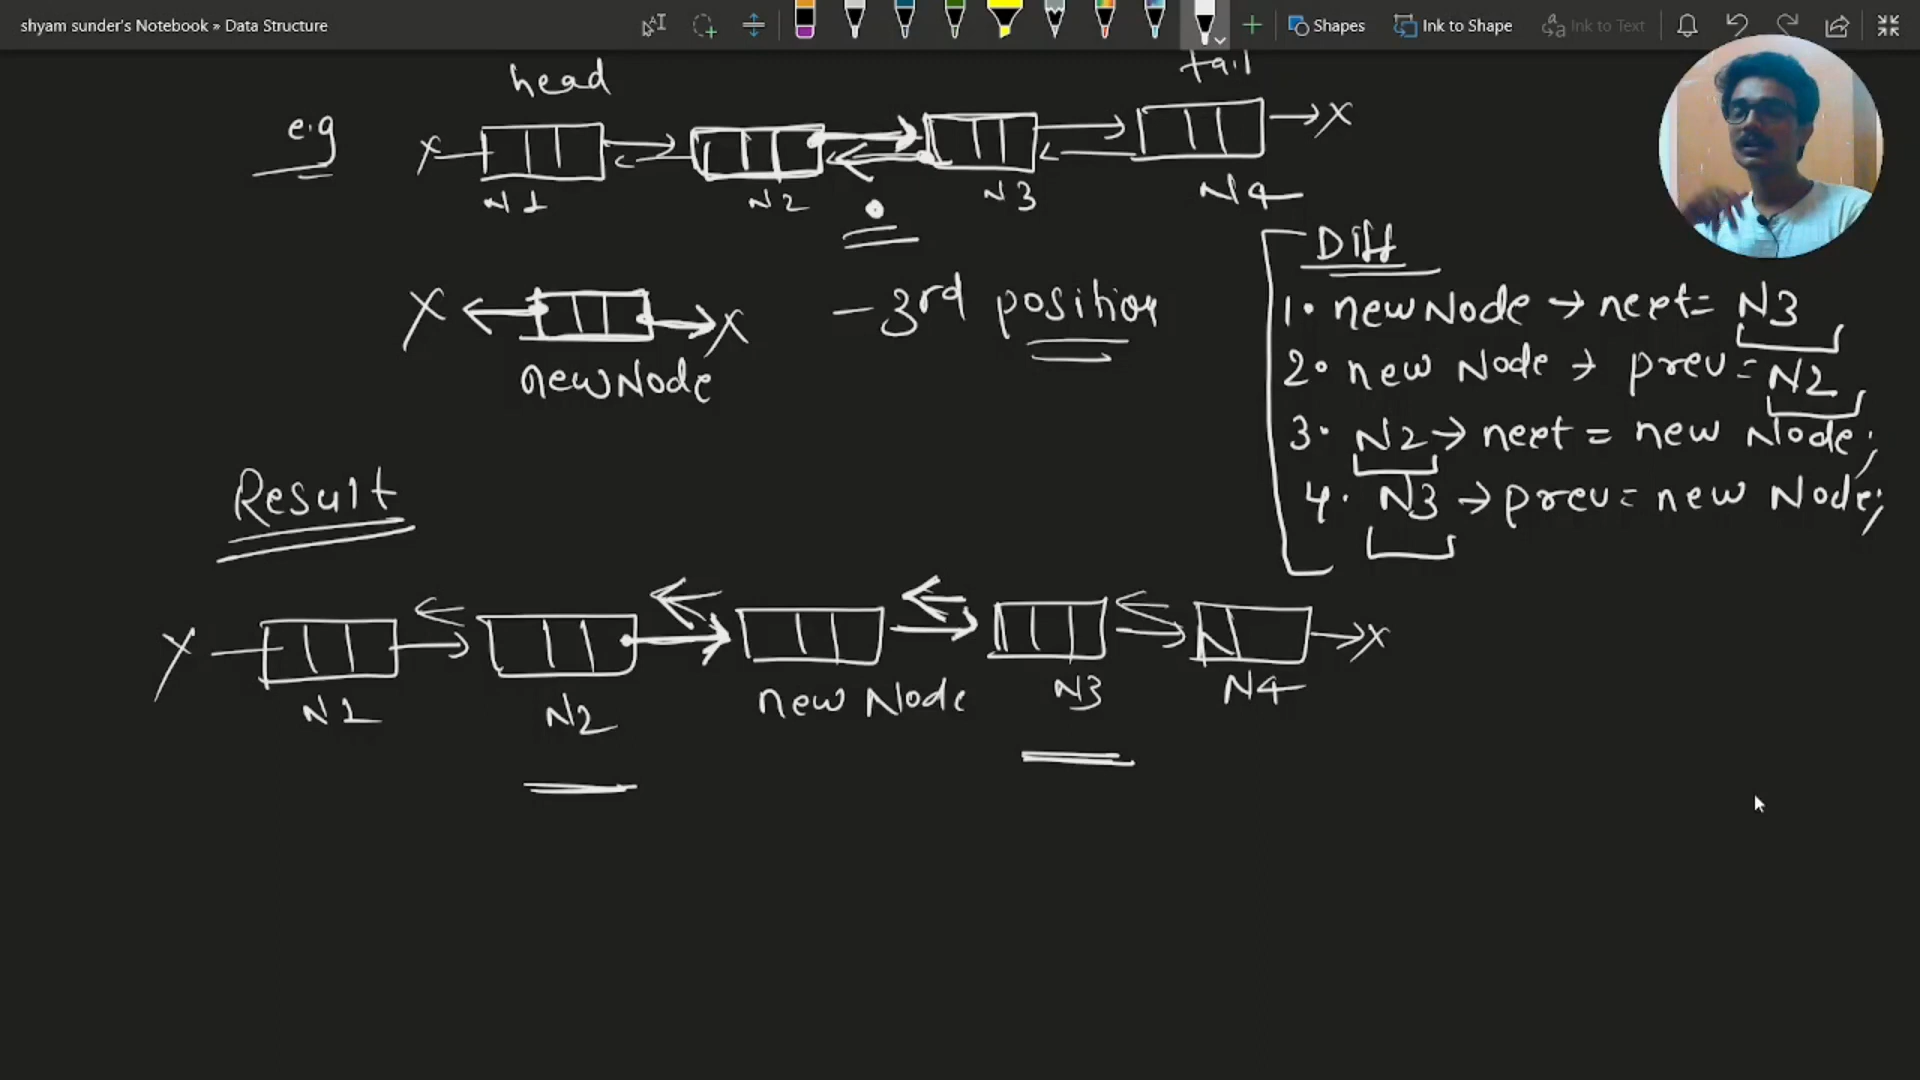 shyam sunder's Notebook » Data Structure
Shapes
Ink to Shape
Ink to Text
head
tail
e.g
X
X
N1
N2
N3
N4
Diff
X
X
- 3rd position
newNode
1. newNode → next = N3
2. new Node → prev = N2
3. N2 → next = new Node;
4. N3 → prev = new Node;
Result
X
X
N1
N2
new Node
N3
N4